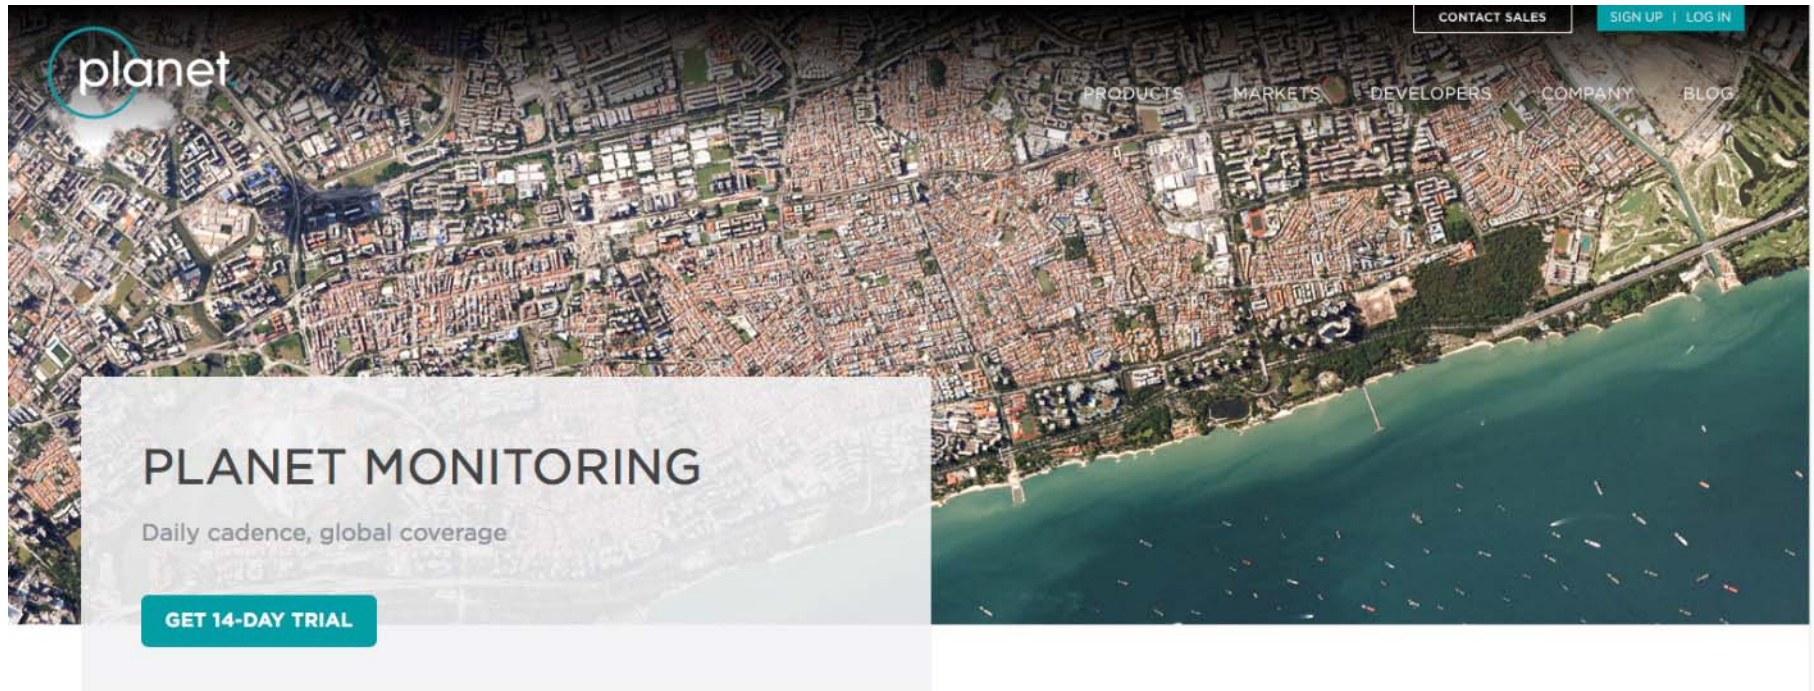 CONTACT SALES
SIGN UP | LOG IN
planet
PRODUCTS MARKETS DEVELOPERS COMPANY BLOG
PLANET MONITORING
Daily cadence, global coverage
GET 14-DAY TRIAL